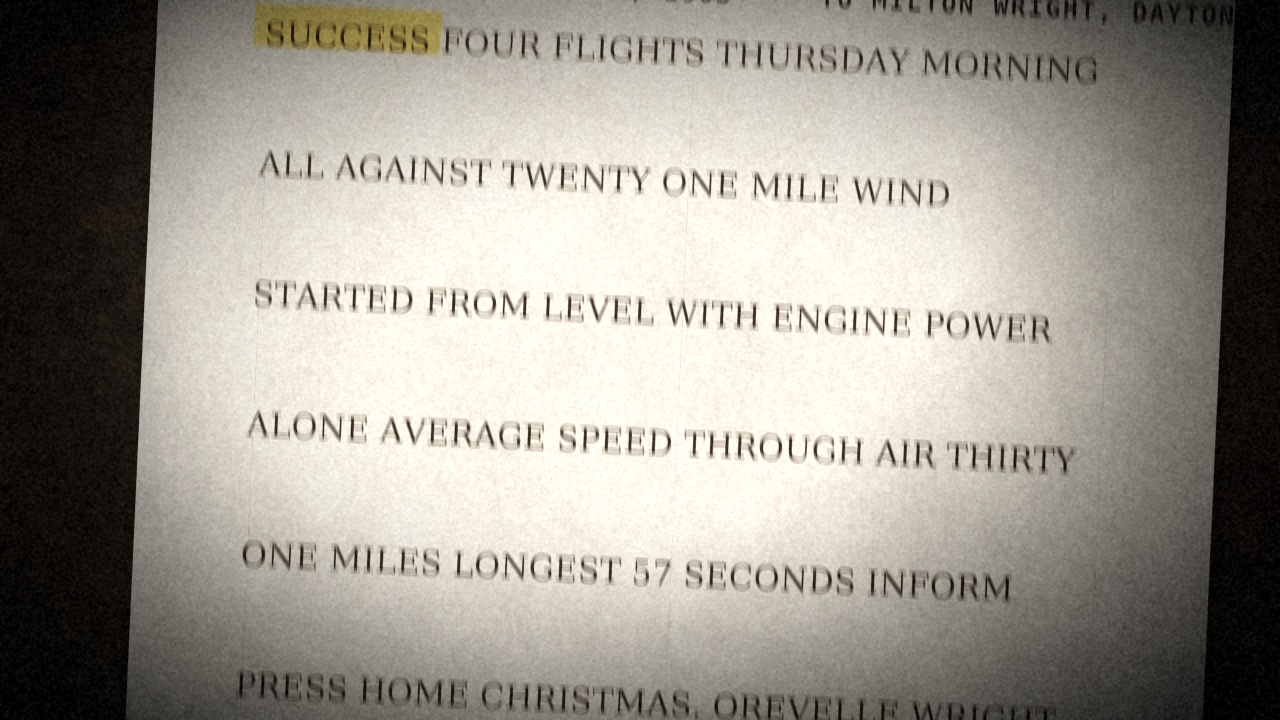 TO MILTON WRIGHT, DAYTON
SUCCESS FOUR FLIGHTS THURSDAY MORNING
ALL AGAINST TWENTY ONE MILE WIND
STARTED FROM LEVEL WITH ENGINE POWER
ALONE AVERAGE SPEED THROUGH AIR THIRTY
ONE MILES LONGEST 57 SECONDS INFORM
PRESS HOME CHRISTMAS. OREVELLE WRIGHT